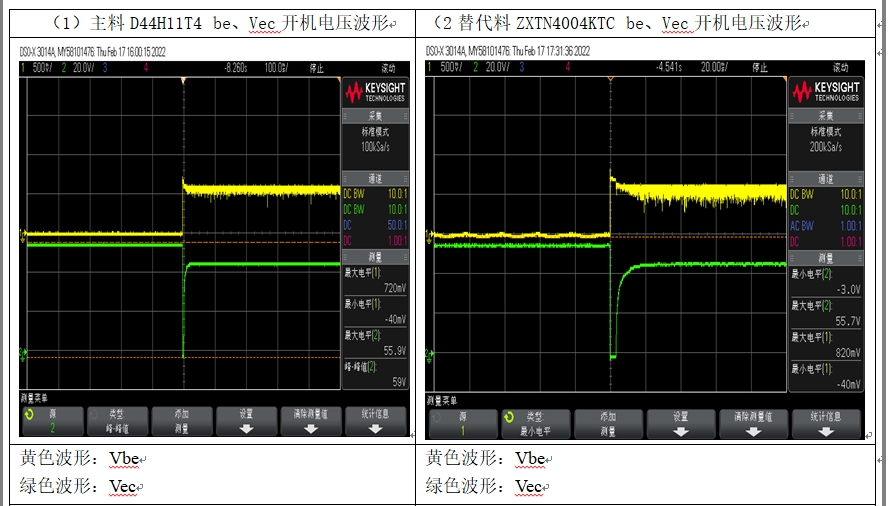 （1）主料 D44H11T4 be、Vec 开机电压波形
（2 替代料 ZXTN4004KTC be、Vec 开机电压波形
DSO-X 3014A, MY58101476: Thu Feb 17 16:00:15 2022
1 500mV/ 2 20.0V/ 3 4 -8.260s 100.0ms/ 停止 滚动
KEYSIGHT
TECHNOLOGIES
采集
标准模式
100kSa/s
通道
DC BW 10.0:1
DC BW 10.0:1
DC 50.0:1
DC 1.00:1
测量
最大电平(1):
720mV
最小电平(1):
-40mV
最大电平(2):
55.9V
峰-峰值(2):
59V
测量菜单
源
2
类型
峰-峰值
添加
测量
设置
清除测量值
统计信息
DSO-X 3014A, MY58101476: Thu Feb 17 17:31:36 2022
1 500mV/ 2 20.0V/ 3 4 -4.541s 20.00ms/ 停止 滚动
KEYSIGHT
TECHNOLOGIES
采集
标准模式
200kSa/s
通道
DC BW 10.0:1
DC 10.0:1
AC BW 1.00:1
DC 1.00:1
测量
最小电平(2):
-3.0V
最大电平(2):
55.7V
最大电平(1):
820mV
最小电平(1):
-40mV
测量菜单
源
1
类型
最小电平
添加
测量
设置
清除测量值
统计信息
黄色波形：Vbe
绿色波形：Vec
黄色波形：Vbe
绿色波形：Vec